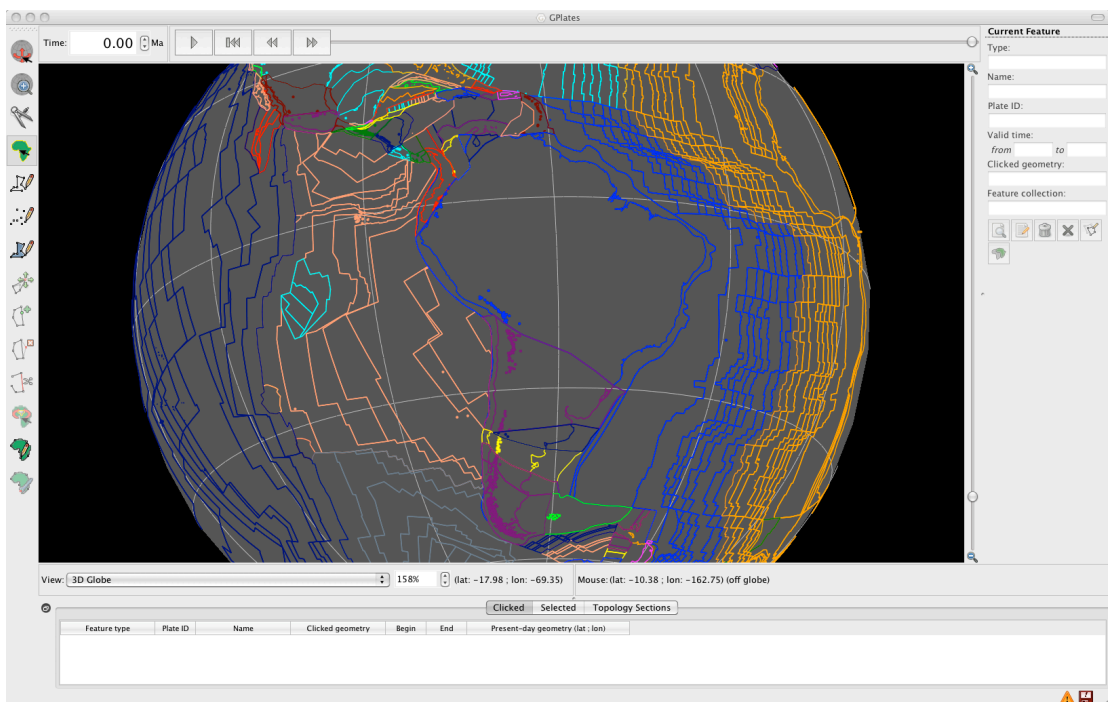 GPlates
Time: 0.00 Ma
Current Feature
Type:
Name:
Plate ID:
Valid time:
from to
Clicked geometry:
Feature collection:
View: 3D Globe 158% (lat: -17.98 ; lon: -69.35) Mouse: (lat: -10.38 ; lon: -162.75) (off globe)
Clicked Selected Topology Sections
Feature type Plate ID Name Clicked geometry Begin End Present-day geometry (lat ; lon)